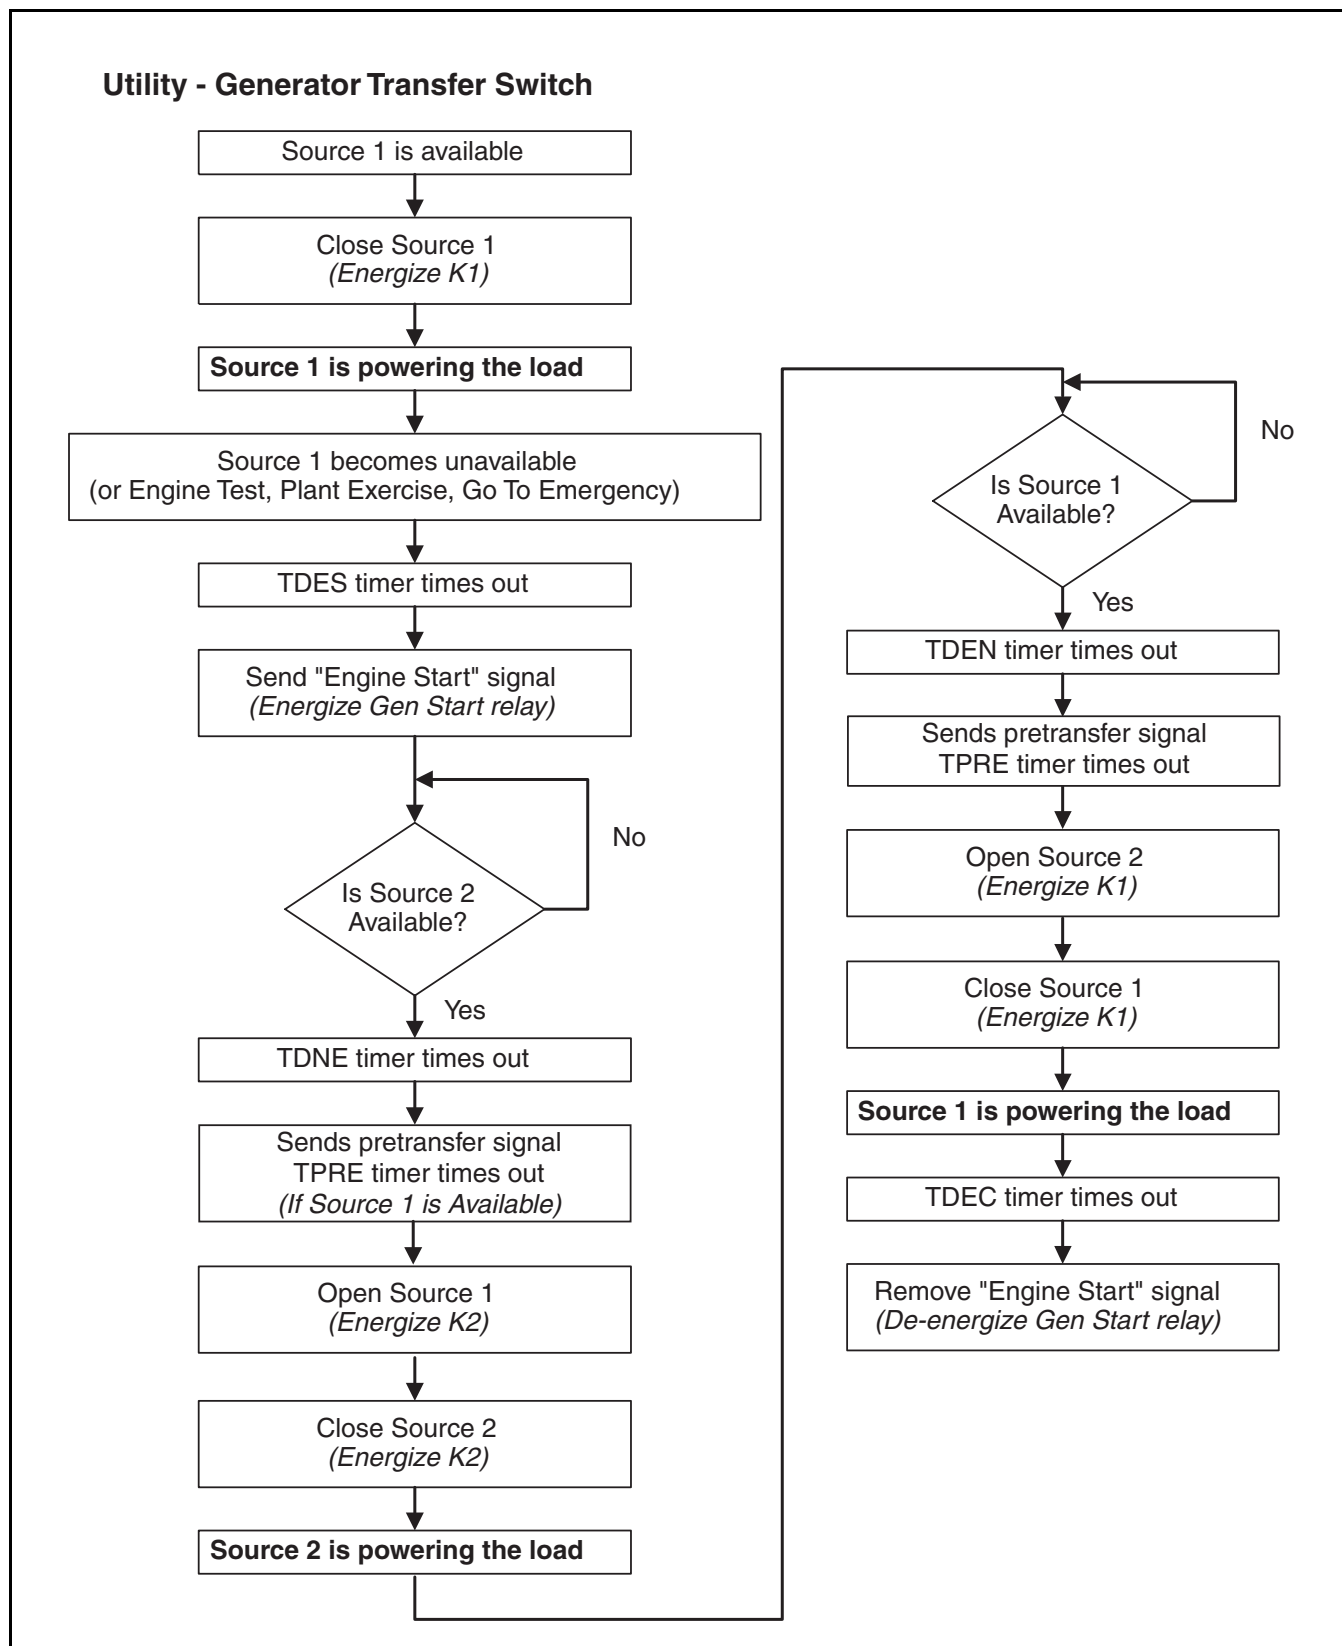 Utility - Generator Transfer Switch
Source 1 is available
Close Source 1
(Energize K1)
Source 1 is powering the load
Source 1 becomes unavailable
(or Engine Test, Plant Exercise, Go To Emergency)
TDES timer times out
Send "Engine Start" signal
(Energize Gen Start relay)
No
Is Source 2
Available?
Yes
TDNE timer times out
Sends pretransfer signal
TPRE timer times out
(If Source 1 is Available)
Open Source 1
(Energize K2)
Close Source 2
(Energize K2)
Source 2 is powering the load
No
Is Source 1
Available?
Yes
TDEN timer times out
Sends pretransfer signal
TPRE timer times out
Open Source 2
(Energize K1)
Close Source 1
(Energize K1)
Source 1 is powering the load
TDEC timer times out
Remove "Engine Start" signal
(De-energize Gen Start relay)